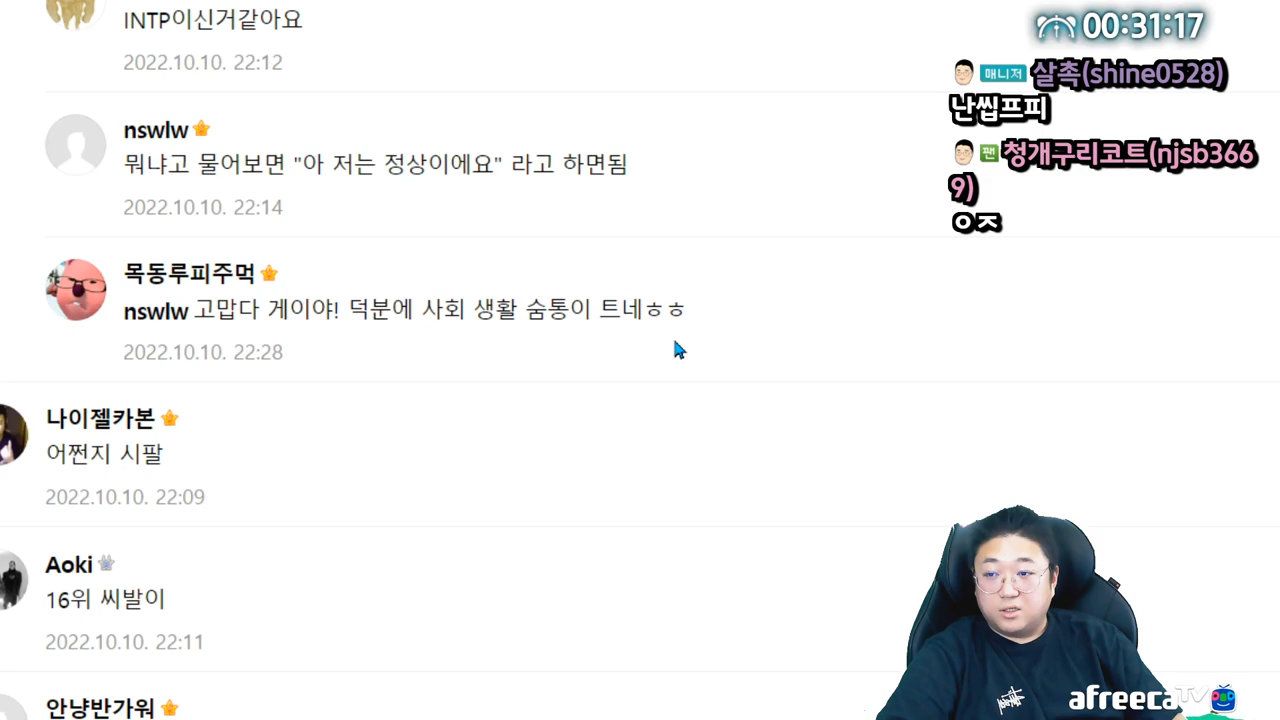 INTP이신거같아요
2022.10.10. 22:12
nswlw
뭐냐고 물어보면 "아 저는 정상이에요" 라고 하면됨
2022.10.10. 22:14
목동루피주먹
nswlw 고맙다 게이야! 덕분에 사회 생활 숨통이 트네ㅎㅎ
2022.10.10. 22:28
나이젤카본
어쩐지 시팔
2022.10.10. 22:09
Aoki
16위 씨발이
2022.10.10. 22:11
안냥반가워
00:31:17
매니저 살촉(shine0528)
난씹프피
팬 청개구리코트(njsb366
9)
ㅇㅈ
afreecaTV